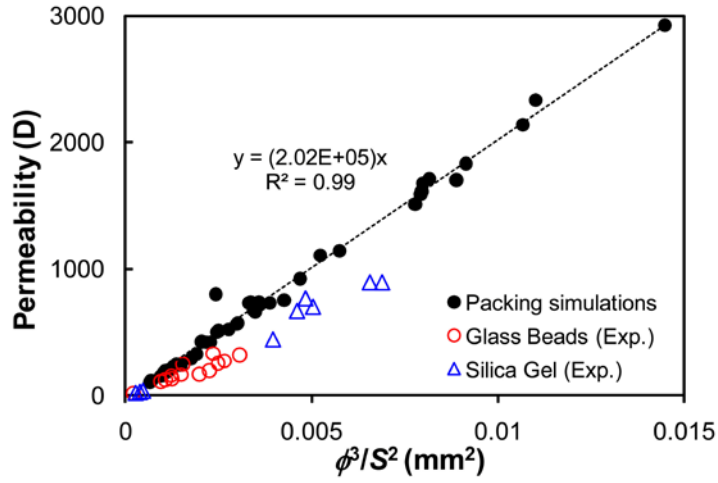 3000
2000
1000
0
Permeability (D)
y = (2.02E+05)x
R² = 0.99
Packing simulations
Glass Beads (Exp.)
Silica Gel (Exp.)
0
0.005
0.01
0.015
ϕ³/S² (mm²)